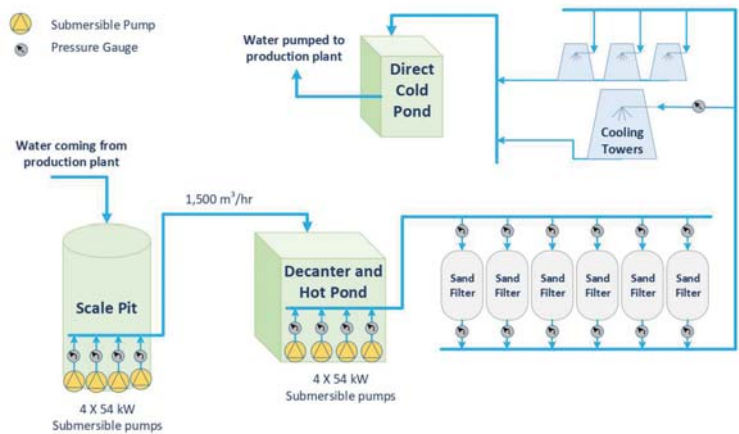 Submersible Pump
Pressure Gauge
Water pumped to
production plant
Direct
Cold
Pond
Cooling
Towers
Water coming from
production plant
1,500 m³/hr
Scale Pit
Decanter and
Hot Pond
Sand
Filter
Sand
Filter
Sand
Filter
Sand
Filter
Sand
Filter
Sand
Filter
4 X 54 kW
Submersible pumps
4 X 54 kW
Submersible pumps